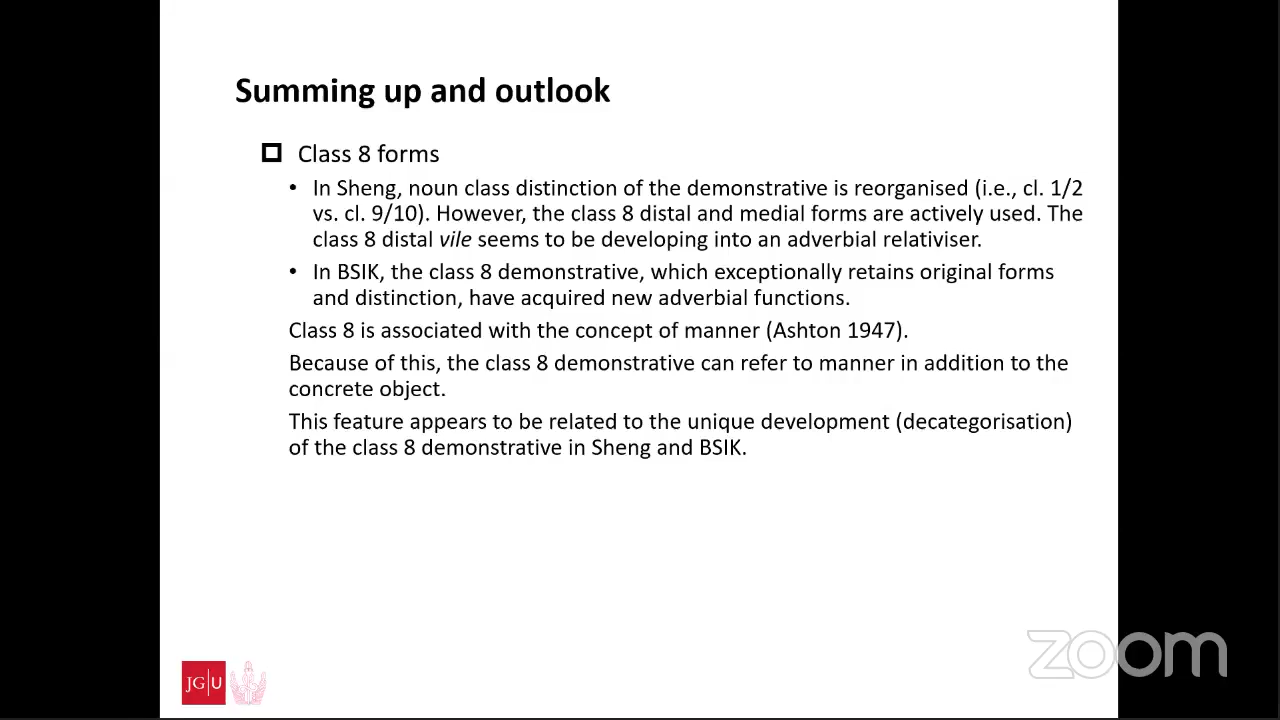 Summing up and outlook
Class 8 forms
• In Sheng, noun class distinction of the demonstrative is reorganised (i.e., cl. 1/2
vs. cl. 9/10). However, the class 8 distal and medial forms are actively used. The
class 8 distal vile seems to be developing into an adverbial relativiser.
• In BSIK, the class 8 demonstrative, which exceptionally retains original forms
and distinction, have acquired new adverbial functions.
Class 8 is associated with the concept of manner (Ashton 1947).
Because of this, the class 8 demonstrative can refer to manner in addition to the
concrete object.
This feature appears to be related to the unique development (decategorisation)
of the class 8 demonstrative in Sheng and BSIK.
JG|U
zoom